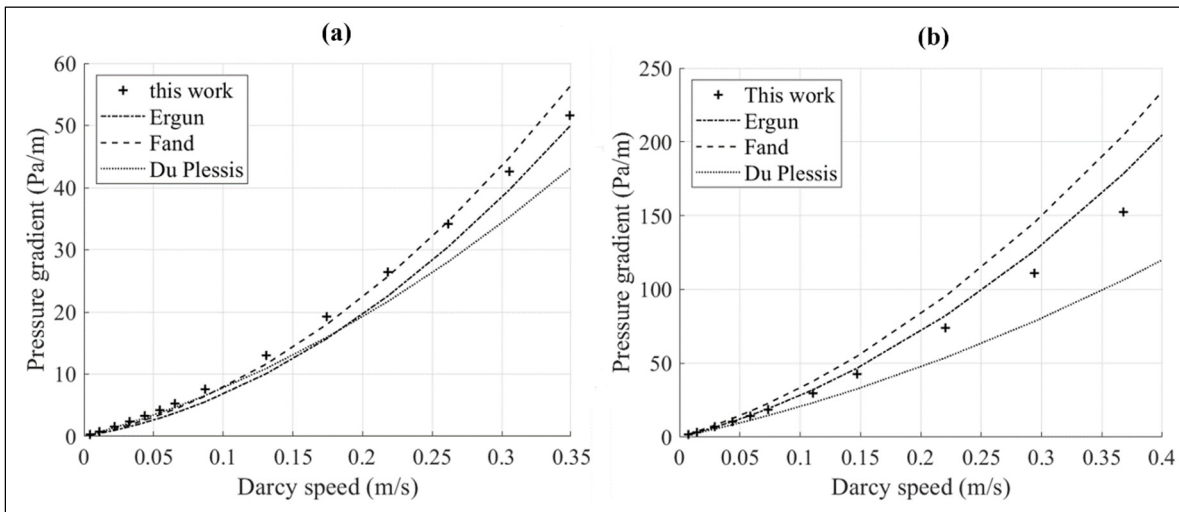 (a)
60
50
40
30
20
10
0
Pressure gradient (Pa/m)
this work
Ergun
Fand
Du Plessis
0 0.05 0.1 0.15 0.2 0.25 0.3 0.35
Darcy speed (m/s)
(b)
250
200
150
100
50
0
Pressure gradient (Pa/m)
This work
Ergun
Fand
Du Plessis
0 0.05 0.1 0.15 0.2 0.25 0.3 0.35 0.4
Darcy speed (m/s)